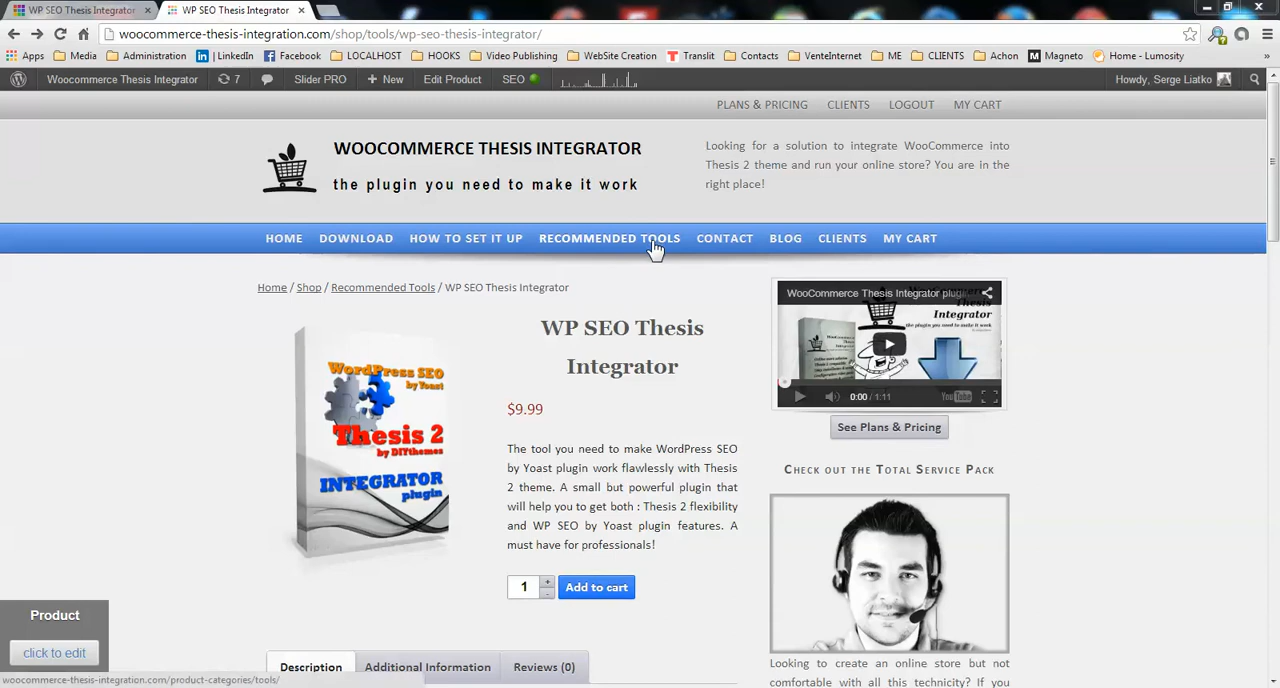 WP SEO Thesis Integrator
WP SEO Thesis Integrator
woocommerce-thesis-integration.com/shop/tools/wp-seo-thesis-integrator/
Apps Media Administration LinkedIn Facebook LOCALHOST HOOKS Video Publishing WebSite Creation Translit Contacts VenteInternet ME CLIENTS Achon Magneto Home - Lumosity
Woocommerce Thesis Integration 7 Slider PRO + New Edit Product SEO Howdy, Serge Liatko
PLANS & PRICING CLIENTS LOGOUT MY CART
WOOCOMMERCE THESIS INTEGRATOR
the plugin you need to make it work
Looking for a solution to integrate WooCommerce into
Thesis 2 theme and run your online store? You are in the
right place!
HOME DOWNLOAD HOW TO SET IT UP RECOMMENDED TOOLS CONTACT BLOG CLIENTS MY CART
Home / Shop / Recommended Tools / WP SEO Thesis Integrator
WordPress SEO
by Yoast
Thesis 2
by DIYthemes
INTEGRATOR
plugin
WP SEO Thesis
Integrator
$9.99
The tool you need to make WordPress SEO
by Yoast plugin work flawlessly with Thesis
2 theme. A small but powerful plugin that
will help you to get both : Thesis 2 flexibility
and WP SEO by Yoast plugin features. A
must have for professionals!
1 + - Add to cart
WooCommerce Thesis Integrator
Thesis
Integrator
the plugin you need to make it work
0:00 / 1:11 YouTube
See Plans & Pricing
Check out the Total Service Pack
Looking to create an online store but not
comfortable with all this technicity? If you
Product
click to edit
Description Additional Information Reviews (0)
woocommerce-thesis-integration.com/product-categories/tools/